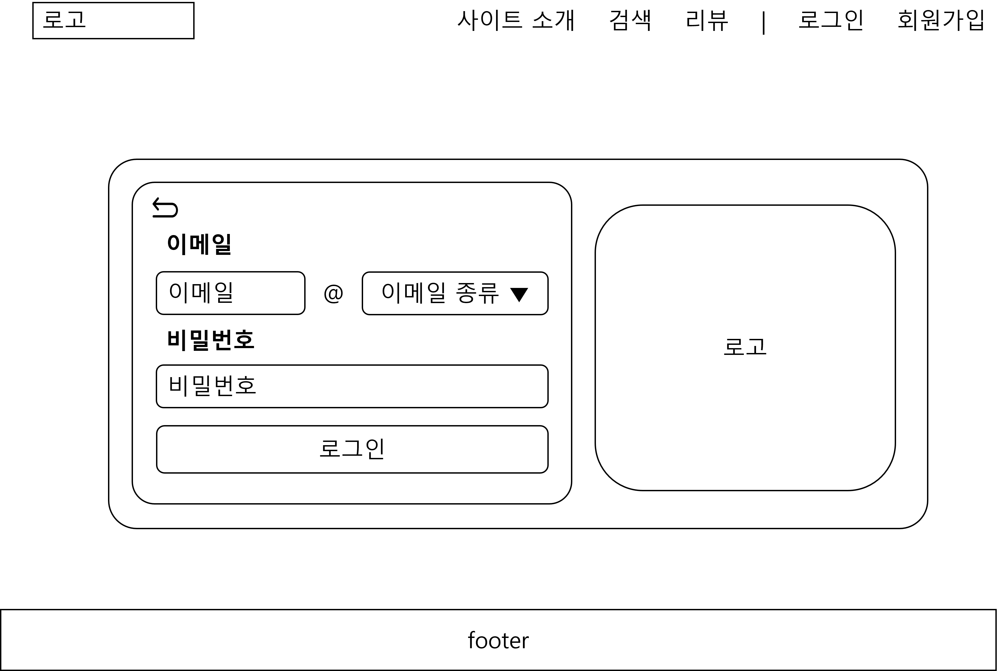 로고
사이트 소개 검색 리뷰 | 로그인 회원가입
이메일
이메일 @ 이메일 종류 ▼
비밀번호
비밀번호
로그인
로고
footer